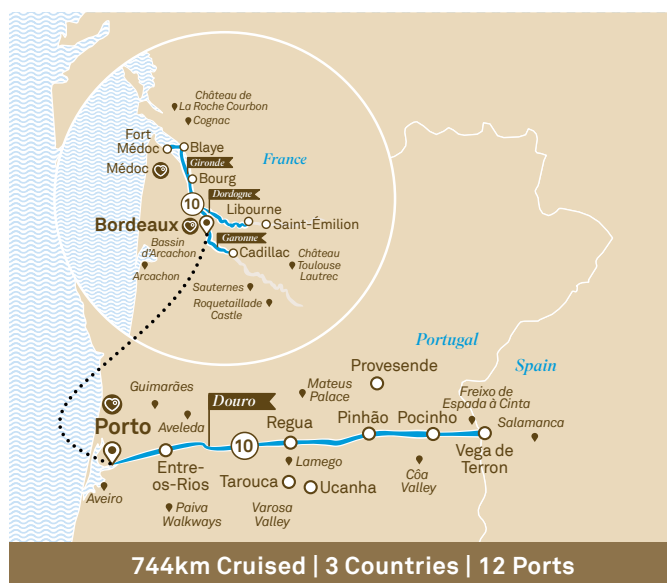 Château de
La Roche Courbon
Cognac
Fort
Médoc
Blaye
Gironde
France
Médoc
Bourg
Dordogne
10
Libourne
Bordeaux
Saint-Émilion
Garonne
Bassin
d'Arcachon
Cadillac
Château
Toulouse
Lautrec
Arcachon
Sauternes
Roquetaillade
Castle
Portugal
Spain
Provesende
Guimarães
Mateus
Palace
Douro
Freixo de
Espada à Cinta
Aveleda
Regua
Pinhão
Pocinho
Salamanca
Porto
10
Entre-
os-Rios
Vega de
Terron
Lamego
Aveiro
Tarouca
Ucanha
Côa
Valley
Paiva
Walkways
Varosa
Valley
744km Cruised | 3 Countries | 12 Ports